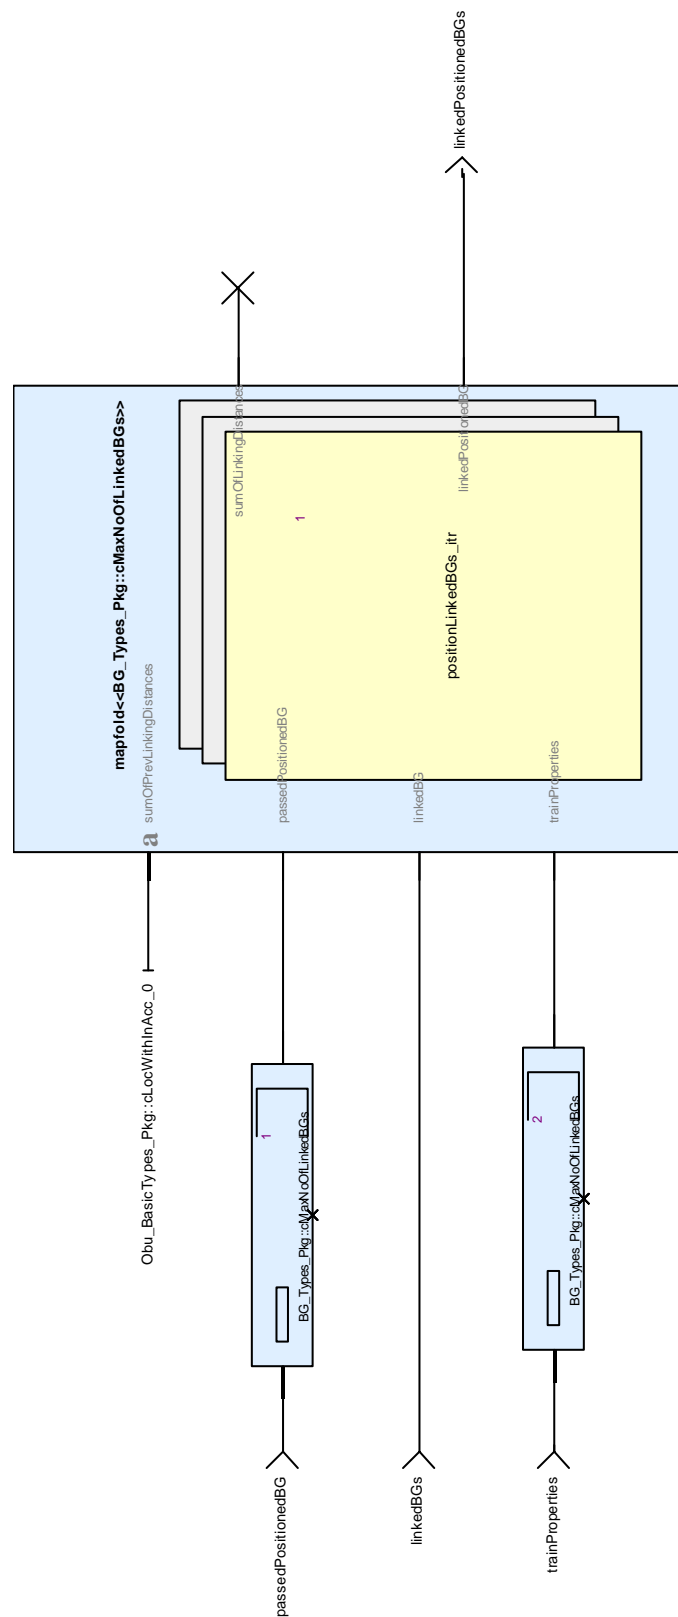 mapfold<<BG_Types_Pkg::cMaxNoOfLinkedBGs>>
Obu_BasicTypes_Pkg::cLocWithInAcc_0
a
sumOfPrevLinkingDistances
sumOfLinkingDistances
passedPositionedBG
1
BG_Types_Pkg::cMaxNoOfLinkedBGs
passedPositionedBG
1
linkedBGs
linkedBG
positionLinkedBGs_itr
linkedPositionedBG
linkedPositionedBGs
trainProperties
2
BG_Types_Pkg::cMaxNoOfLinkedBGs
trainProperties